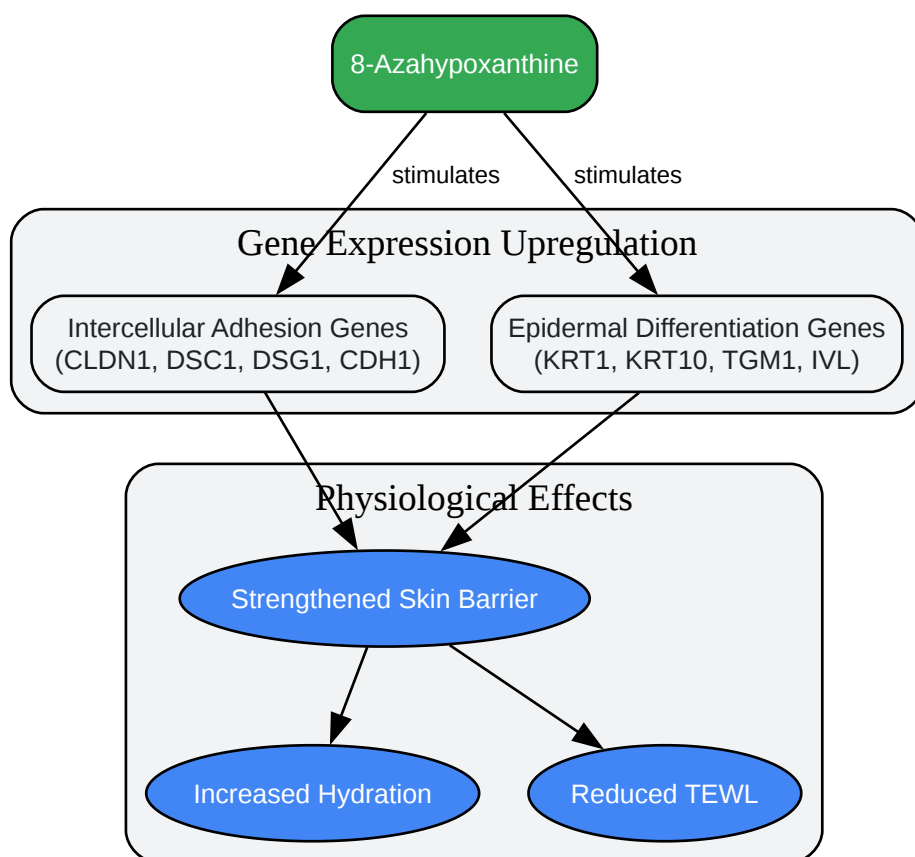 8-Azahypoxanthine
stimulates
stimulates
Gene Expression Upregulation
Intercellular Adhesion Genes
(CLDN1, DSC1, DSG1, CDH1)
Epidermal Differentiation Genes
(KRT1, KRT10, TGM1, IVL)
Physiological Effects
Strengthened Skin Barrier
Increased Hydration
Reduced TEWL